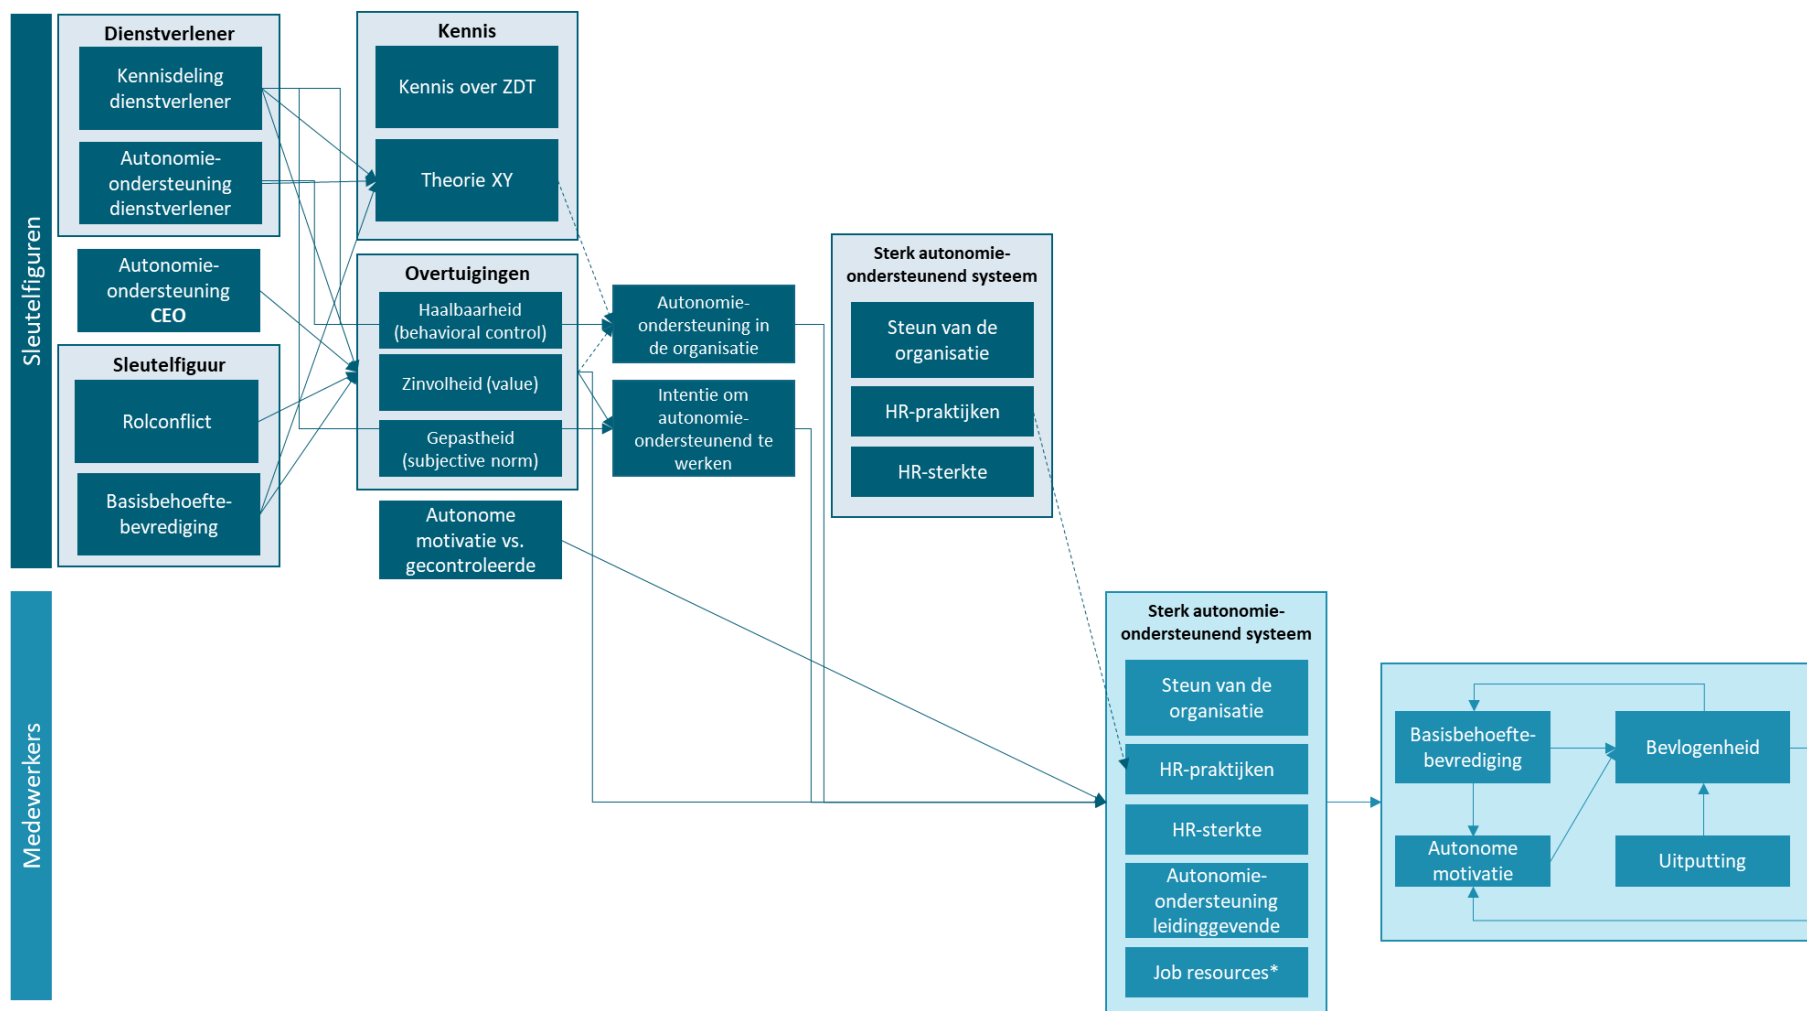 Sleutelfiguren
Dienstverlener
Kennisdeling
dienstverlener
Autonomie-
ondersteuning
dienstverlener
Autonomie-
ondersteuning
CEO
Sleutelfiguur
Rolconflict
Basisbehoefte-
bevrediging
Kennis
Kennis over ZDT
Theorie XY
Overtuigingen
Haalbaarheid
(behavioral control)
Zinvolheid (value)
Gepastheid
(subjective norm)
Autonome
motivatie vs.
gecontroleerde
Autonomie-
ondersteuning in
de organisatie
Intentie om
autonomie-
ondersteunend te
werken
Sterk autonomie-
ondersteunend systeem
Steun van de
organisatie
HR-praktijken
HR-sterkte
Medewerkers
Sterk autonomie-
ondersteunend systeem
Steun van de
organisatie
HR-praktijken
HR-sterkte
Autonomie-
ondersteuning
leidinggevende
Job resources*
Basisbehoefte-
bevrediging
Autonome
motivatie
Bevlogenheid
Uitputting